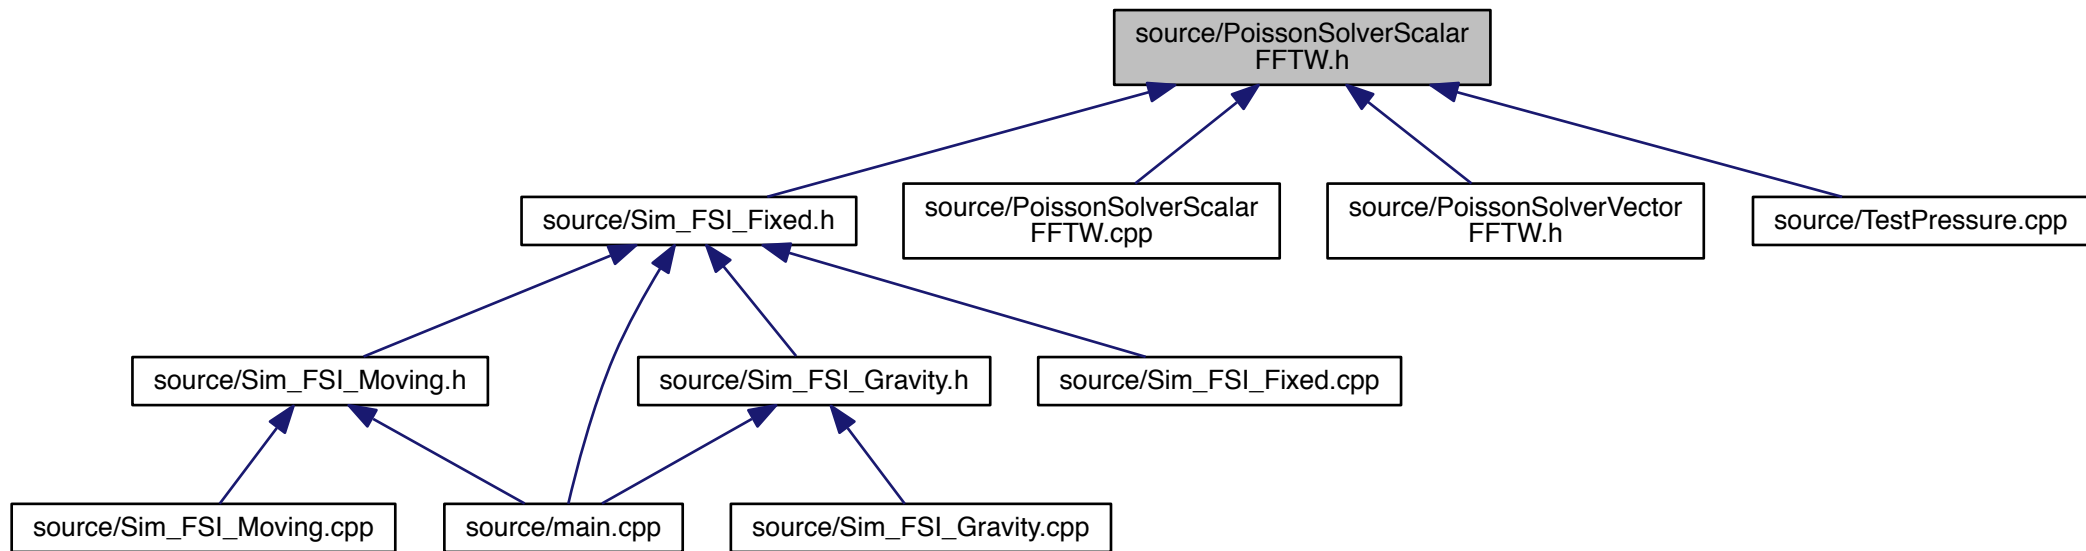 source/PoissonSolverScalar
FFTW.h
source/Sim_FSI_Fixed.h
source/PoissonSolverScalar
FFTW.cpp
source/PoissonSolverVector
FFTW.h
source/TestPressure.cpp
source/Sim_FSI_Moving.h
source/Sim_FSI_Gravity.h
source/Sim_FSI_Fixed.cpp
source/Sim_FSI_Moving.cpp
source/main.cpp
source/Sim_FSI_Gravity.cpp